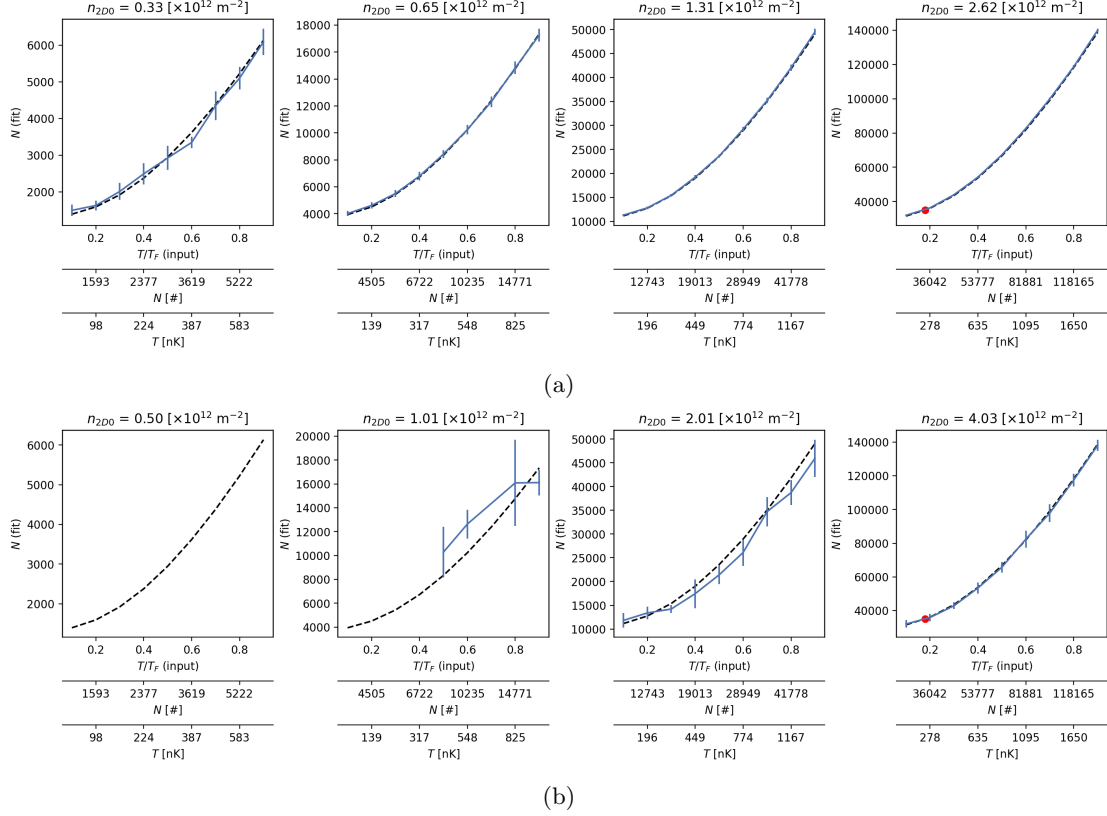 n2D0 = 0.33 [×10^12 m^−2] n2D0 = 0.65 [×10^12 m^−2] n2D0 = 1.31 [×10^12 m^−2] n2D0 = 2.62 [×10^12 m^−2]
N (fit)
6000
5000
4000
3000
2000
0.2 0.4 0.6 0.8
T/TF (input)
1593 2377 3619 5222
N [#]
98 224 387 583
T [nK]
N (fit)
18000
16000
14000
12000
10000
8000
6000
4000
0.2 0.4 0.6 0.8
T/TF (input)
4505 6722 10235 14771
N [#]
139 317 548 825
T [nK]
N (fit)
50000
45000
40000
35000
30000
25000
20000
15000
10000
0.2 0.4 0.6 0.8
T/TF (input)
12743 19013 28949 41778
N [#]
196 449 774 1167
T [nK]
N (fit)
140000
120000
100000
80000
60000
40000
0.2 0.4 0.6 0.8
T/TF (input)
36042 53777 81881 118165
N [#]
278 635 1095 1650
T [nK]
(a)
n2D0 = 0.50 [×10^12 m^−2] n2D0 = 1.01 [×10^12 m^−2] n2D0 = 2.01 [×10^12 m^−2] n2D0 = 4.03 [×10^12 m^−2]
N (fit)
6000
5000
4000
3000
2000
0.2 0.4 0.6 0.8
T/TF (input)
1593 2377 3619 5222
N [#]
98 224 387 583
T [nK]
N (fit)
20000
18000
16000
14000
12000
10000
8000
6000
4000
0.2 0.4 0.6 0.8
T/TF (input)
4505 6722 10235 14771
N [#]
139 317 548 825
T [nK]
N (fit)
50000
45000
40000
35000
30000
25000
20000
15000
10000
0.2 0.4 0.6 0.8
T/TF (input)
12743 19013 28949 41778
N [#]
196 449 774 1167
T [nK]
N (fit)
140000
120000
100000
80000
60000
40000
0.2 0.4 0.6 0.8
T/TF (input)
36042 53777 81881 118165
N [#]
278 635 1095 1650
T [nK]
(b)